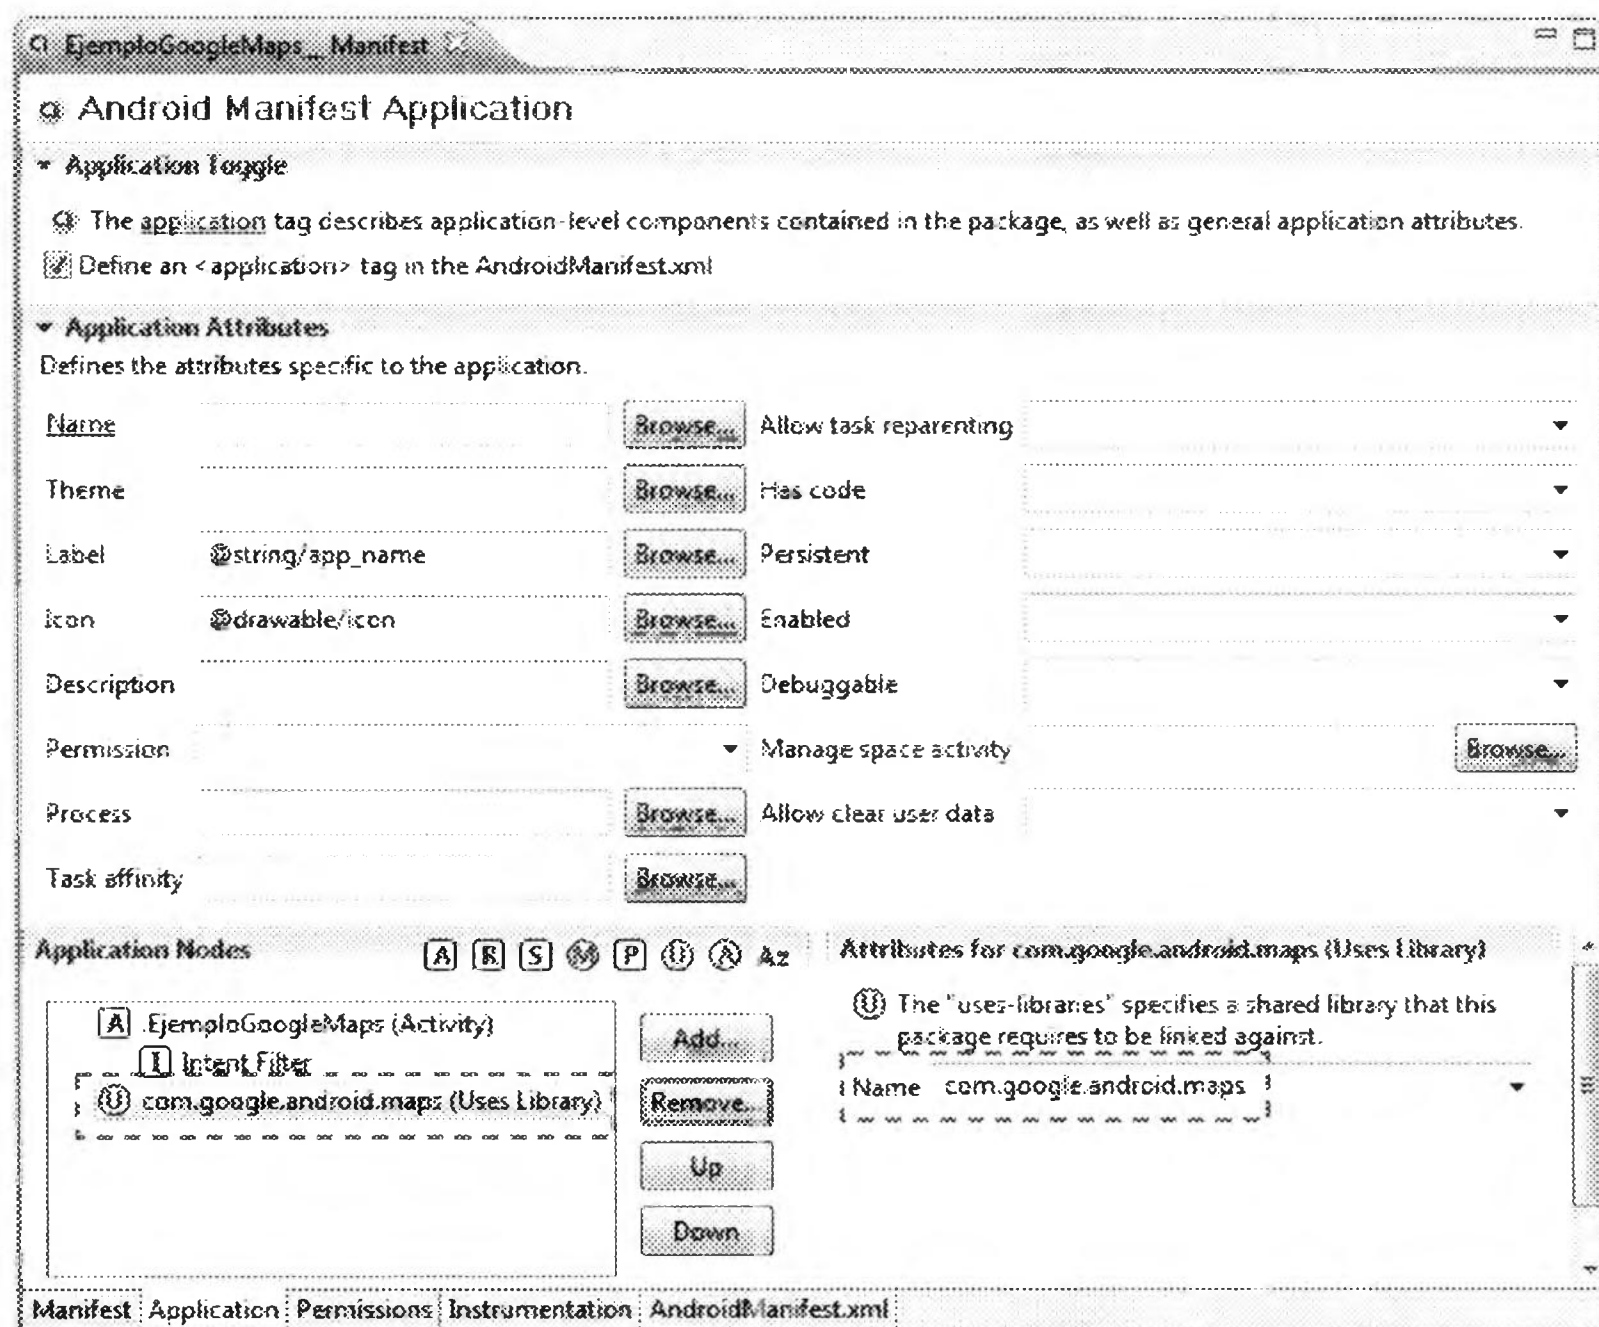 EjemploGoogleMaps_ Manifest
Android Manifest Application
Application Toggle
The application tag describes application-level components contained in the package, as well as general application attributes.
Define an <application> tag in the AndroidManifest.xml
Application Attributes
Defines the attributes specific to the application.
Name Browse... Allow task reparenting
Theme Browse... Has code
Label @string/app_name Browse... Persistent
Icon @drawable/icon Browse... Enabled
Description Browse... Debuggable
Permission Manage space activity Browse...
Process Browse... Allow clear user data
Task affinity Browse...
Application Nodes A R S M P U A Az
A .EjemploGoogleMaps (Activity)
I Intent Filter
U com.google.android.maps (Uses Library)
Add...
Remove...
Up
Down
Attributes for com.google.android.maps (Uses Library)
U The "uses-libraries" specifies a shared library that this
package requires to be linked against.
Name com.google.android.maps
Manifest Application Permissions Instrumentation AndroidManifest.xml